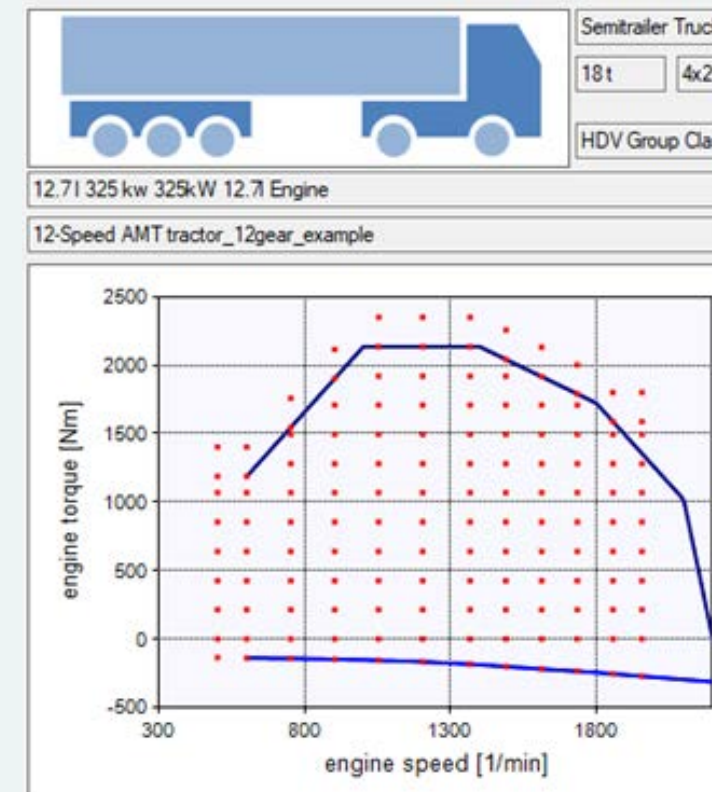 Semitrailer Truc
18 t
4x2
HDV Group Cla
12.7 l 325 kw 325kW 12.7l Engine
12-Speed AMT tractor_12gear_example
2500
2000
1500
1000
500
0
-500
engine torque [Nm]
300
800
1300
1800
engine speed [1/min]